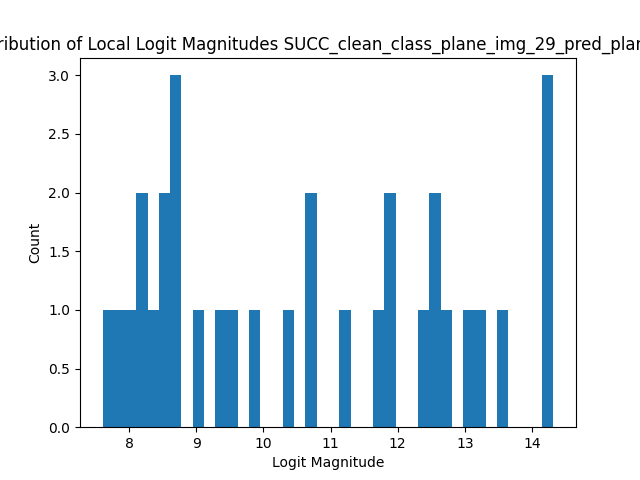 ribution of Local Logit Magnitudes SUCC_clean_class_plane_img_29_pred_plan
3.0
2.5
2.0
1.5
1.0
0.5
0.0
Count
8 9 10 11 12 13 14
Logit Magnitude